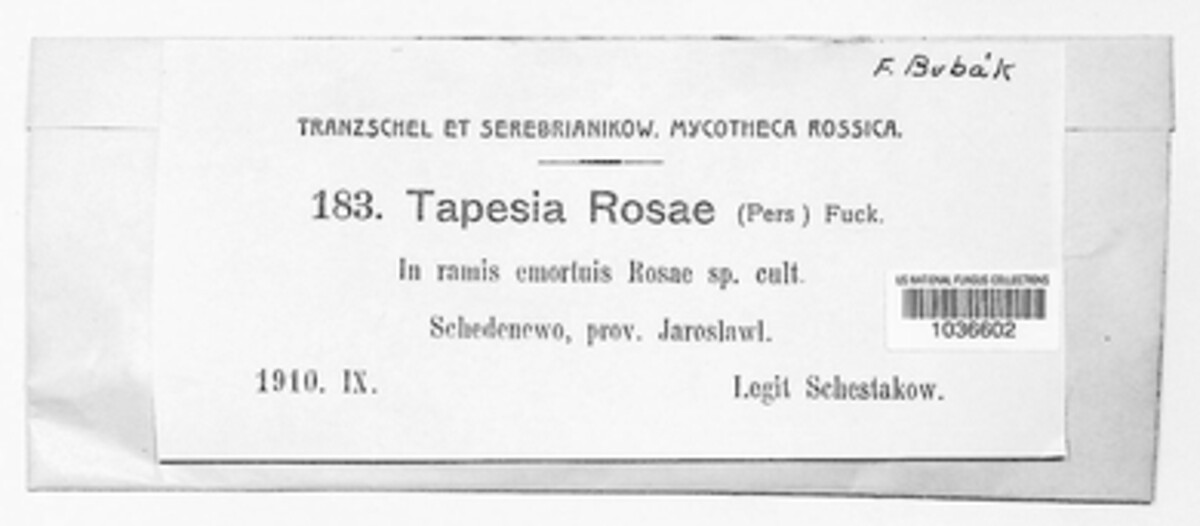 F. Bubák
TRANZSCHEL ET SEREBRIANIKOW. MYCOTHECA ROSSICA.
183. Tapesia Rosae (Pers) Fuck.
In ramis emortuis Rosae sp. cult.
Schedenewo, prov. Jaroslawl.
US NATIONAL FUNGUS COLLECTIONS
1036602
1910. IX.
Legit Schestakow.